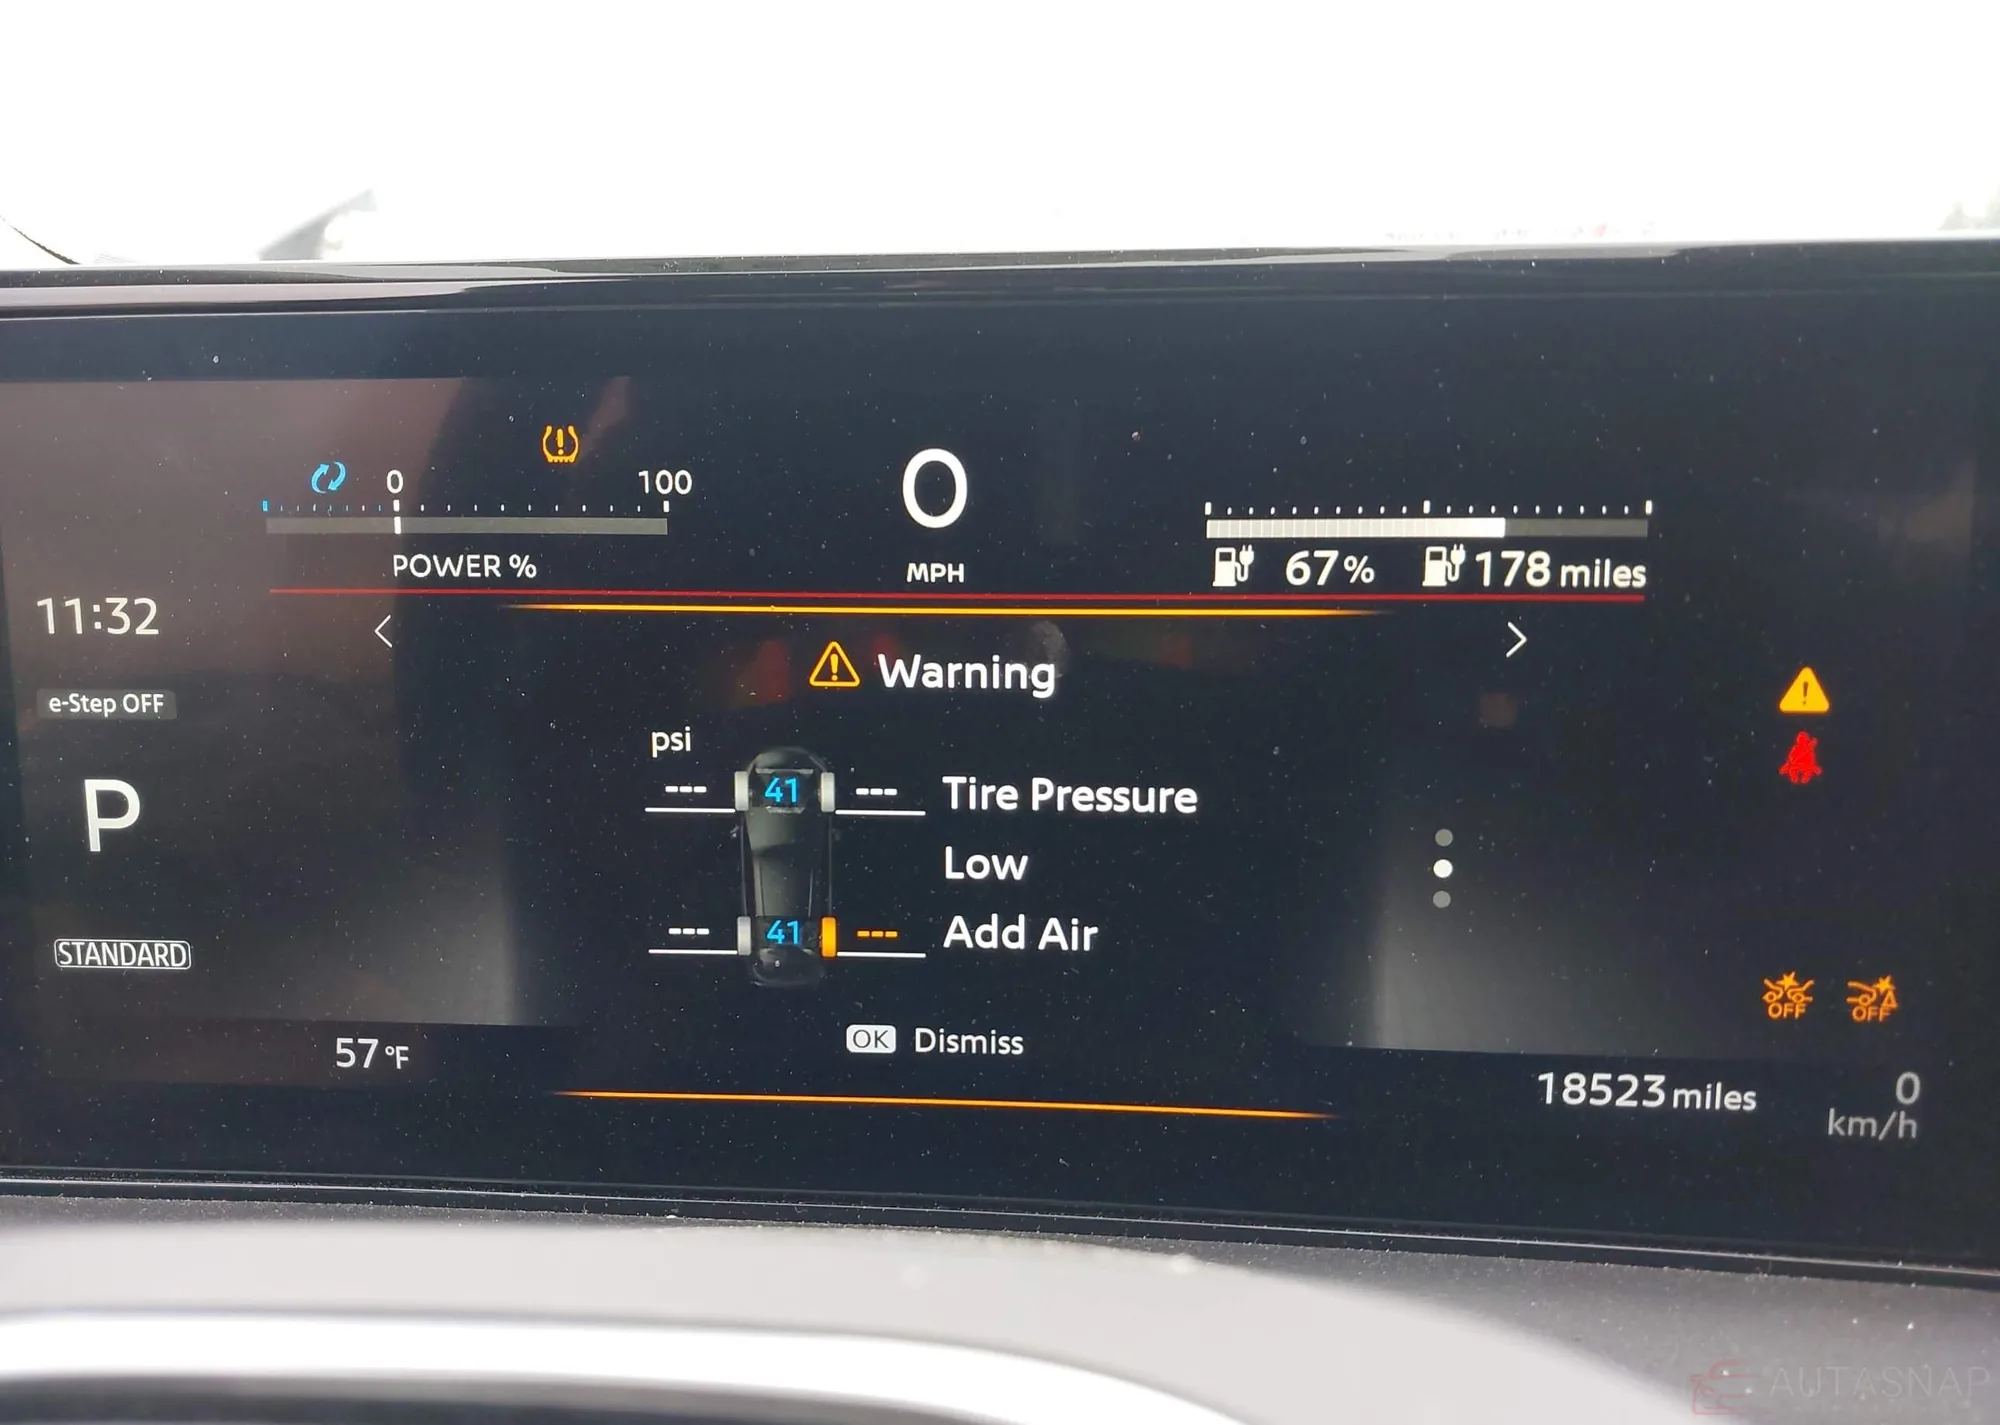 0
100
0
POWER %
MPH
67%
178 miles
11:32
Warning
e-Step OFF
psi
--- 41 --- Tire Pressure
Low
P
--- 41 --- Add Air
STANDARD
OFF
OFF
OK Dismiss
57°F
18523 miles
0
km/h
AUTASNAP